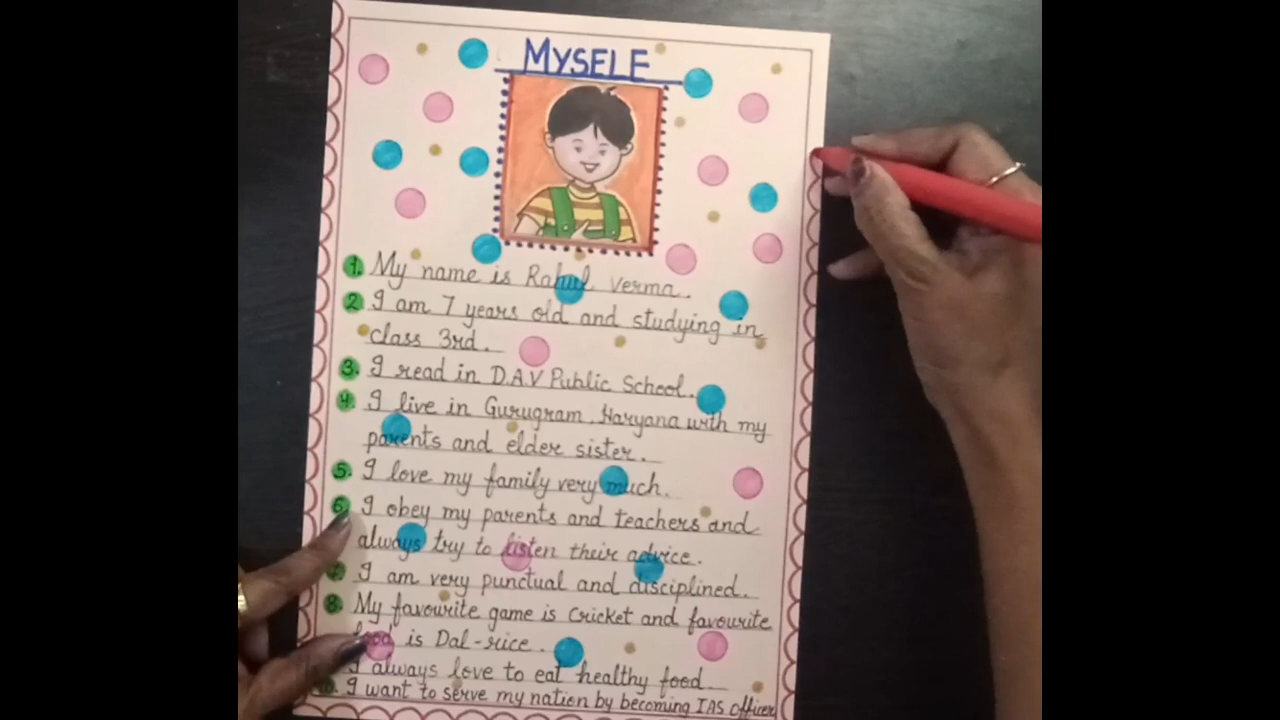 MYSELF
1. My name is Rahul Verma.
2. I am 7 years old and studying in
class 3rd.
3. I read in D.A.V Public School.
4. I live in Gurugram, Haryana with my
parents and elder sister.
5. I love my family very much.
6. I obey my parents and teachers and
always try to listen their advice.
7. I am very punctual and disciplined.
8. My favourite game is Cricket and favourite
food is Dal-rice.
I always love to eat healthy food
10. I want to serve my nation by becoming IAS officer